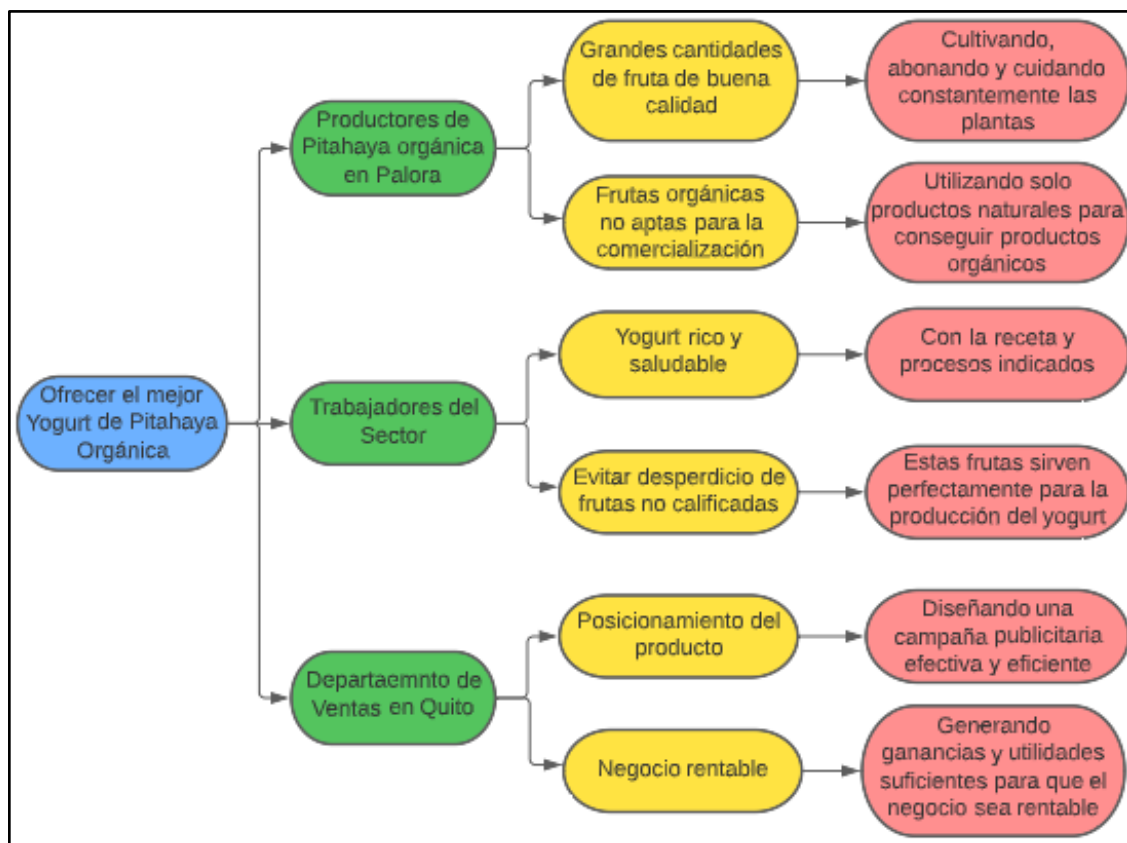 Grandes cantidades
de fruta de buena
calidad
Cultivando,
abonando y cuidando
constantemente las
plantas
Productores de
Pitahaya orgánica
en Palora
Frutas orgánicas
no aptas para la
comercialización
Utilizando solo
productos naturales para
conseguir productos
orgánicos
Ofrecer el mejor
Yogurt de Pitahaya
Orgánica
Trabajadores del
Sector
Yogurt rico y
saludable
Con la receta y
procesos indicados
Evitar desperdicio de
frutas no calificadas
Estas frutas sirven
perfectamente para la
producción del yogurt
Departaemnto de
Ventas en Quito
Posicionamiento del
producto
Diseñando una
campaña publicitaria
efectiva y eficiente
Negocio rentable
Generando
ganancias y utilidades
suficientes para que el
negocio sea rentable